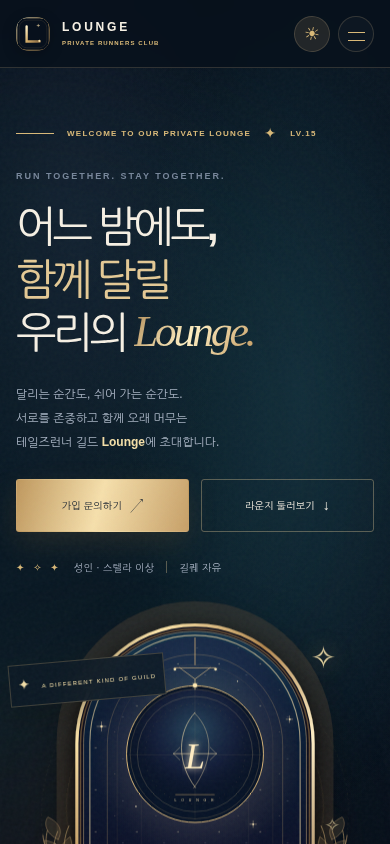 LOUNGE
PRIVATE RUNNERS CLUB
WELCOME TO OUR PRIVATE LOUNGE ✦ LV.15
RUN TOGETHER. STAY TOGETHER.
어느 밤에도,
함께 달릴
우리의 Lounge.
달리는 순간도, 쉬어 가는 순간도.
서로를 존중하고 함께 오래 머무는
테일즈런너 길드 Lounge에 초대합니다.
가입 문의하기 ↗
라운지 둘러보기 ↓
✦ ✧ ✦ 성인 · 스텔라 이상 | 길퀘 자유
✦ A DIFFERENT KIND OF GUILD
L
LOUNGE